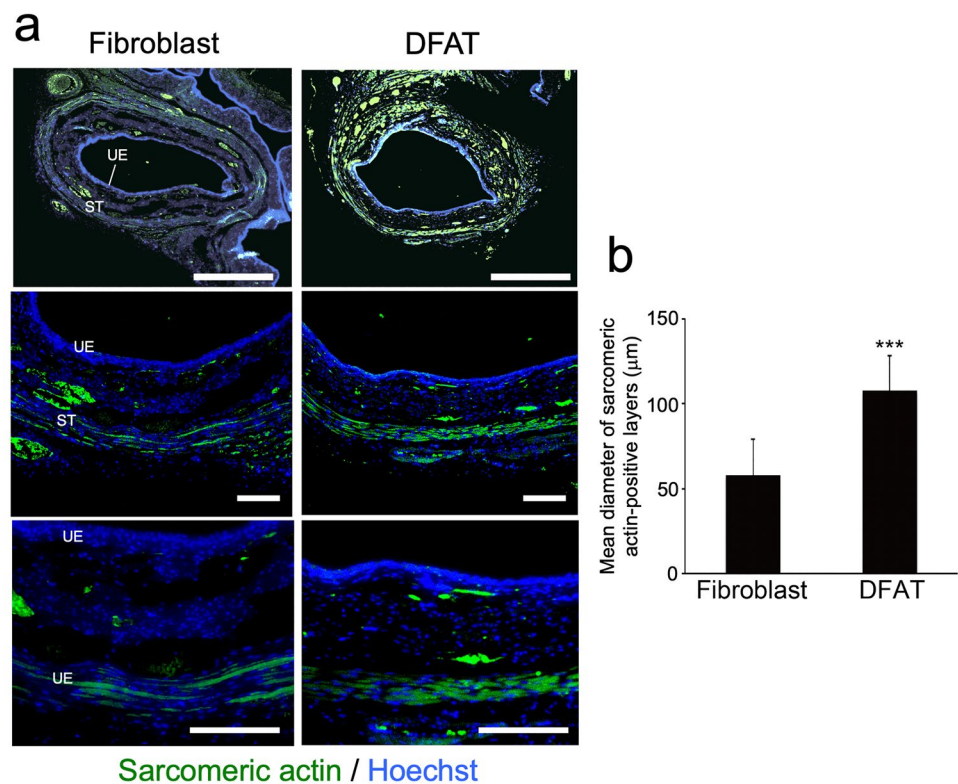 a
Fibroblast
DFAT
UE
ST
UE
ST
UE
UE
Sarcomeric actin / Hoechst
b
Mean diameter of sarcomeric
actin-positive layers (μm)
150
100
50
0
***
Fibroblast
DFAT